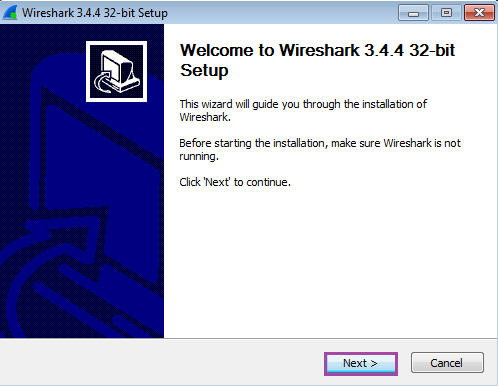 Wireshark 3.4.4 32-bit Setup
Welcome to Wireshark 3.4.4 32-bit
Setup
This wizard will guide you through the installation of
Wireshark.
Before starting the installation, make sure Wireshark is not
running.
Click 'Next' to continue.
Next >
Cancel